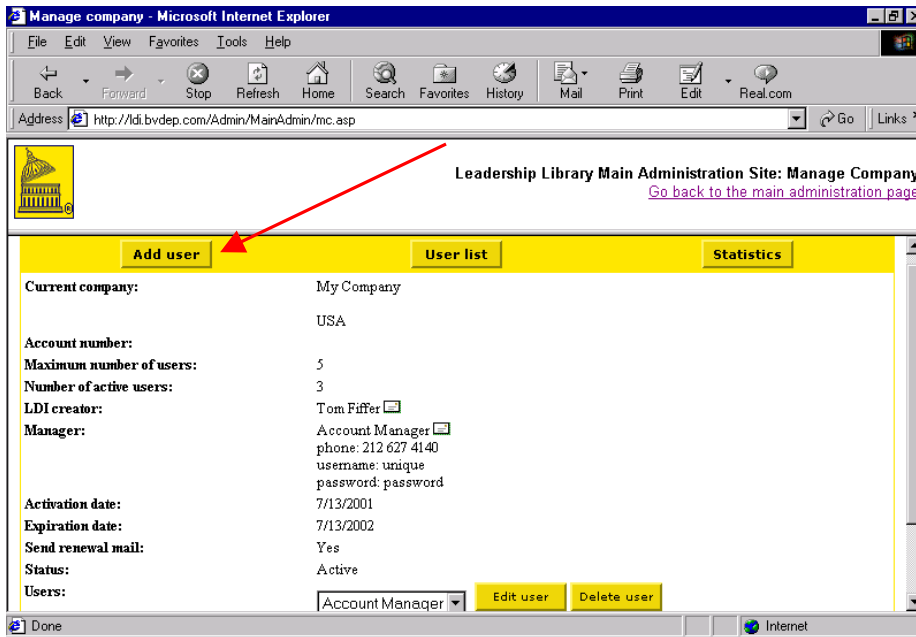 Manage company - Microsoft Internet Explorer
File Edit View Favorites Tools Help
Back Forward Stop Refresh Home Search Favorites History Mail Print Edit Real.com
Address http://ldi.bvdep.com/Admin/MainAdmin/mc.asp Go Links
Leadership Library Main Administration Site: Manage Company
Go back to the main administration page
Add user User list Statistics
Current company: My Company
USA
Account number:
Maximum number of users: 5
Number of active users: 3
LDI creator: Tom Fiffer
Manager: Account Manager
phone: 212 627 4140
username: unique
password: password
Activation date: 7/13/2001
Expiration date: 7/13/2002
Send renewal mail: Yes
Status: Active
Users: Account Manager Edit user Delete user
Done Internet